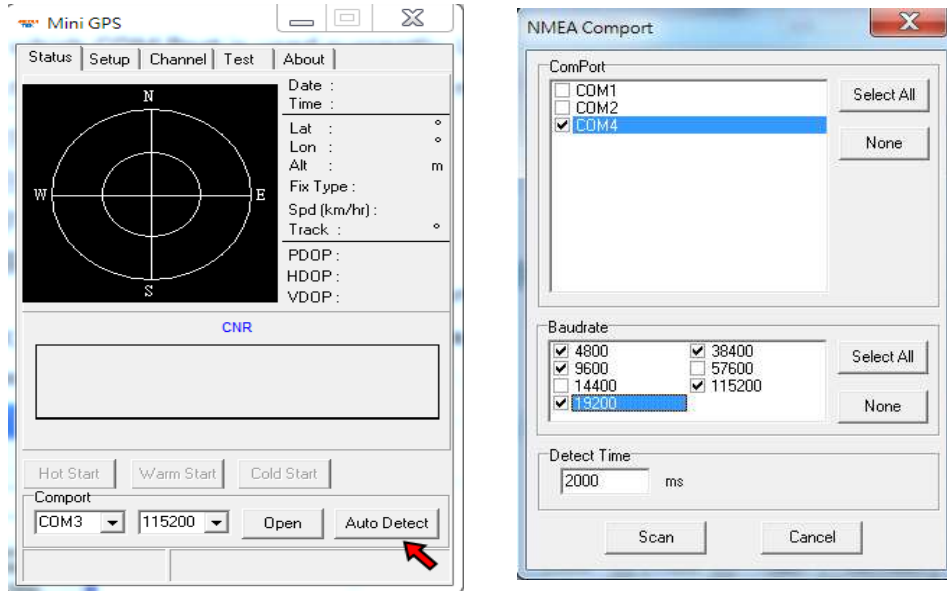 Mini GPS
Status Setup Channel Test About
N
W E
S
Date :
Time :
Lat : °
Lon : °
Alt : m
Fix Type :
Spd (km/hr) :
Track : °
PDOP :
HDOP :
VDOP :
CNR
Hot Start Warm Start Cold Start
Comport
COM3 115200 Open Auto Detect
NMEA Comport
ComPort
COM1
COM2
COM4
Select All
None
Baudrate
4800 38400
9600 57600
14400 115200
19200
Select All
None
Detect Time
2000 ms
Scan Cancel